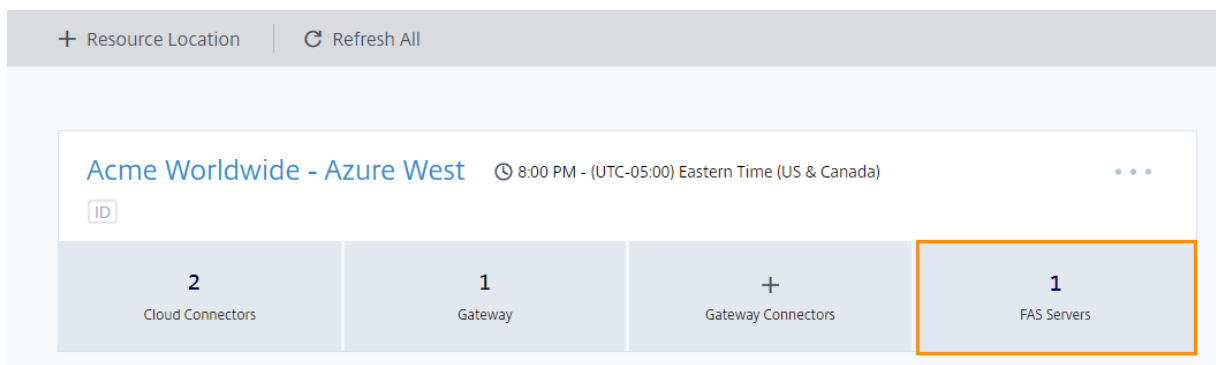 + Resource Location Refresh All
Acme Worldwide - Azure West 8:00 PM - (UTC-05:00) Eastern Time (US & Canada)
ID
2 1 + 1
Cloud Connectors Gateway Gateway Connectors FAS Servers